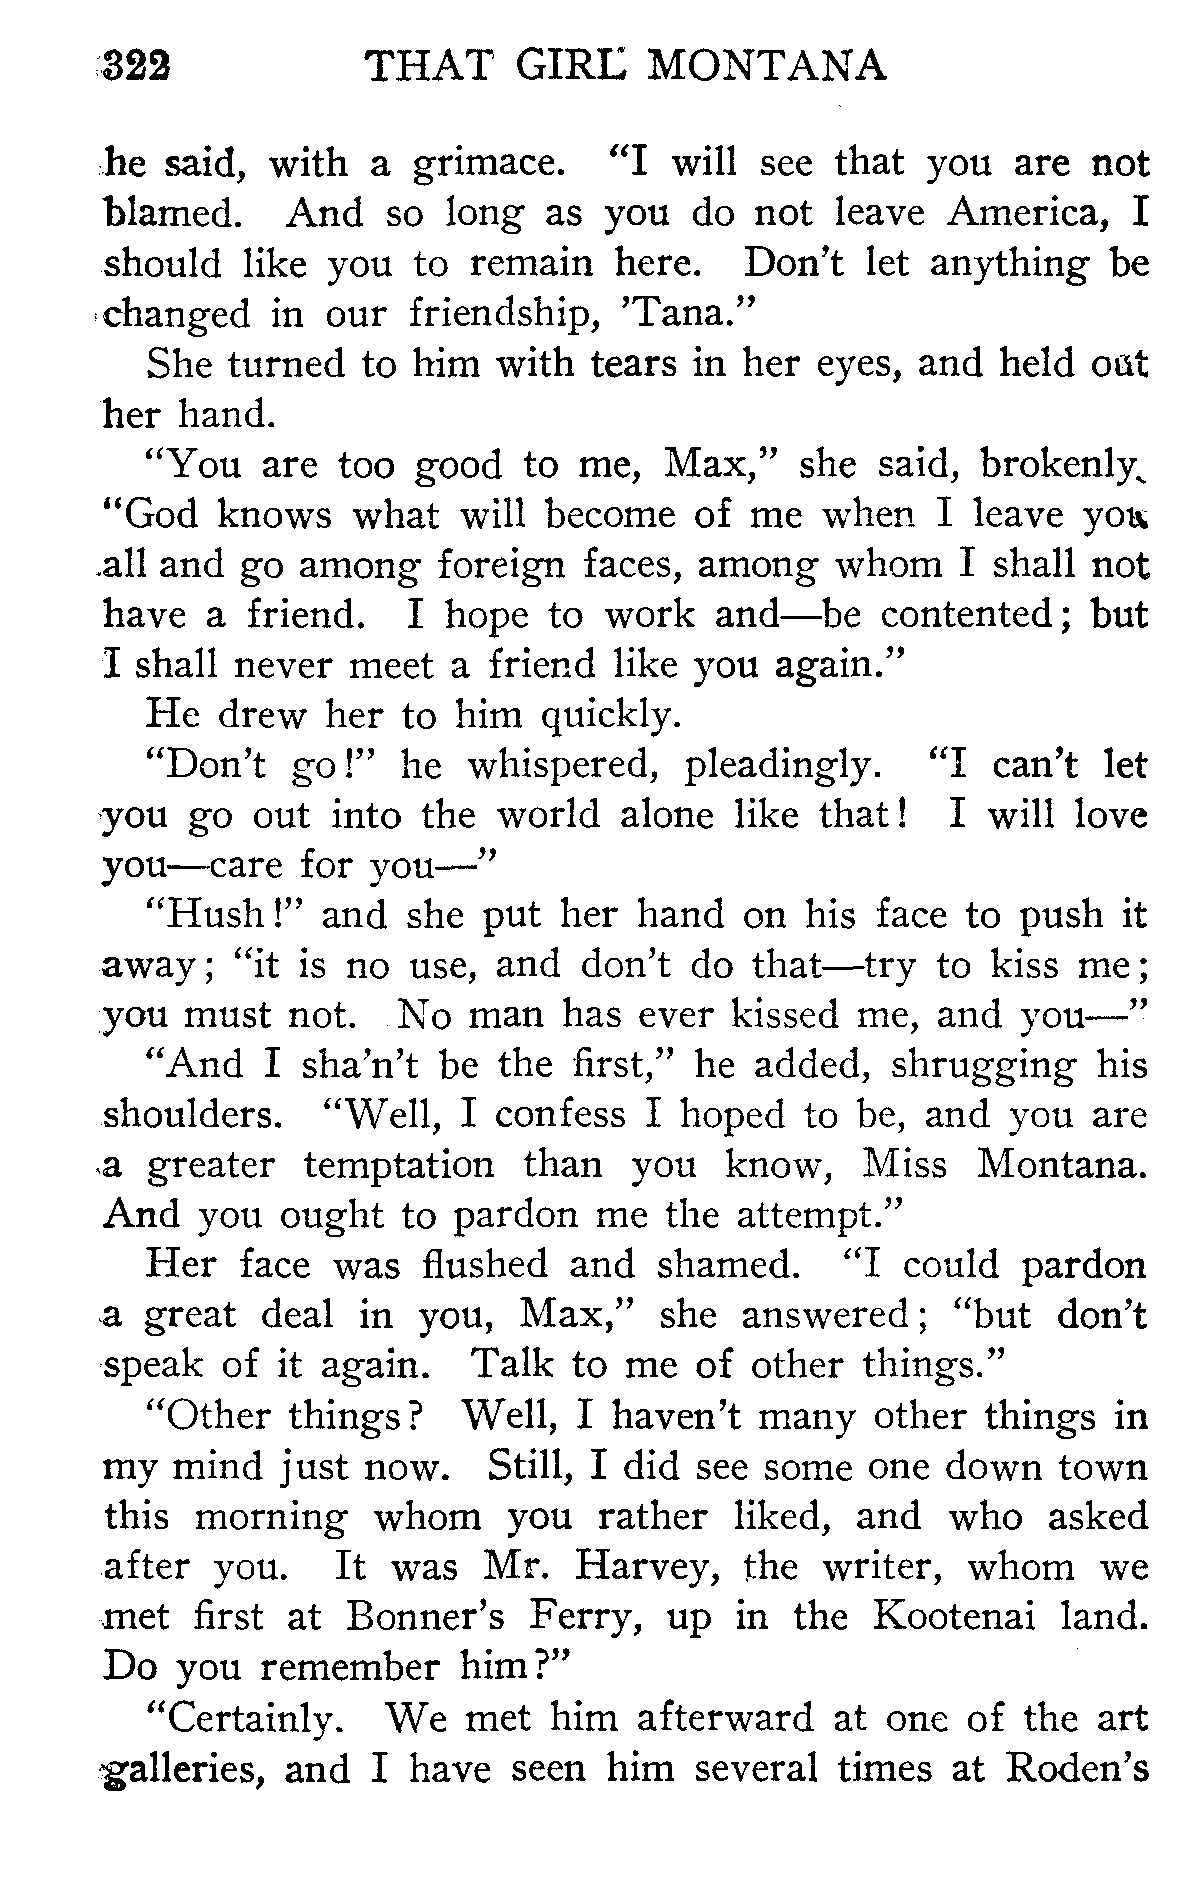 322 THAT GIRL MONTANA
he said, with a grimace. “I will see that you are not
blamed. And so long as you do not leave America, I
should like you to remain here. Don’t let anything be
changed in our friendship, ’Tana.”
She turned to him with tears in her eyes, and held out
her hand.
“You are too good to me, Max,” she said, brokenly.
“God knows what will become of me when I leave you
all and go among foreign faces, among whom I shall not
have a friend. I hope to work and—be contented; but
I shall never meet a friend like you again.”
He drew her to him quickly.
“Don’t go!” he whispered, pleadingly. “I can’t let
you go out into the world alone like that! I will love
you—care for you—”
“Hush!” and she put her hand on his face to push it
away; “it is no use, and don’t do that—try to kiss me;
you must not. No man has ever kissed me, and you—”
“And I sha’n’t be the first,” he added, shrugging his
shoulders. “Well, I confess I hoped to be, and you are
a greater temptation than you know, Miss Montana.
And you ought to pardon me the attempt.”
Her face was flushed and shamed. “I could pardon
a great deal in you, Max,” she answered; “but don’t
speak of it again. Talk to me of other things.”
“Other things? Well, I haven’t many other things in
my mind just now. Still, I did see some one down town
this morning whom you rather liked, and who asked
after you. It was Mr. Harvey, the writer, whom we
met first at Bonner’s Ferry, up in the Kootenai land.
Do you remember him?”
“Certainly. We met him afterward at one of the art
galleries, and I have seen him several times at Roden’s